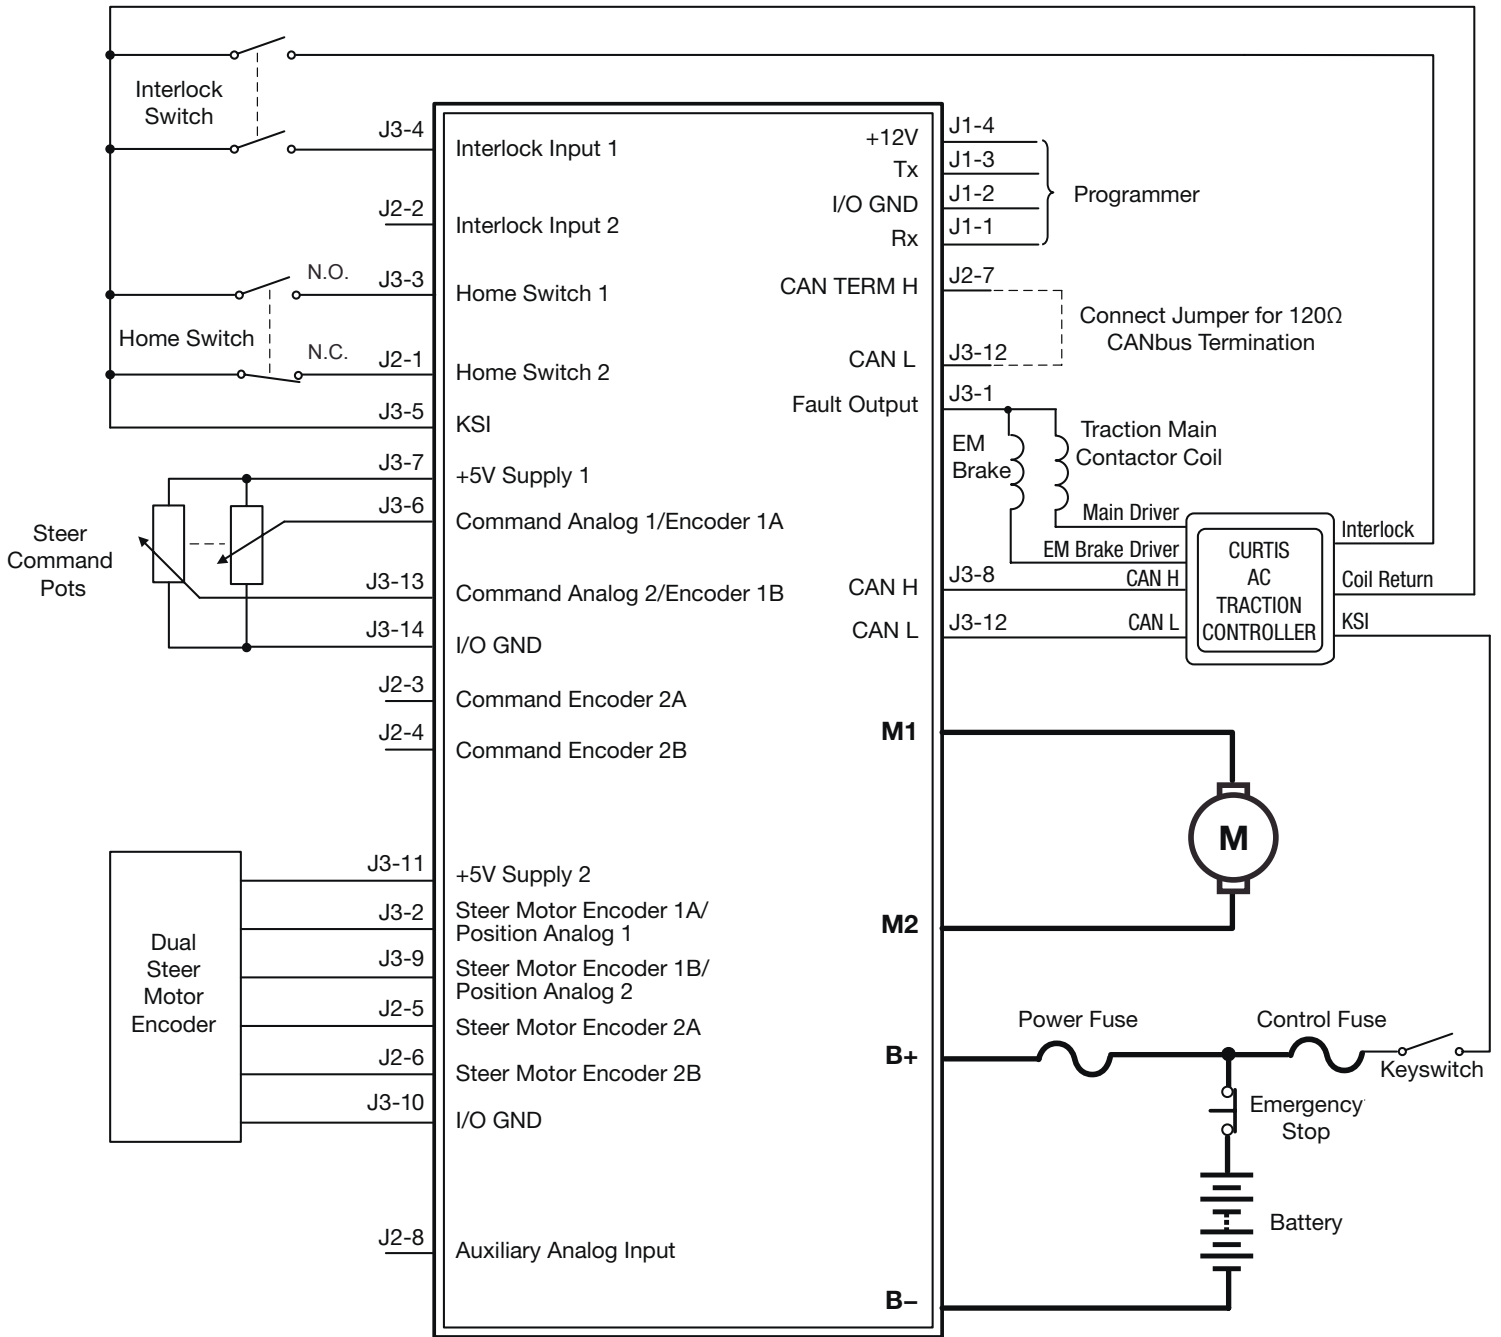 Interlock
Switch
J3-4
Interlock Input 1
J2-2
Interlock Input 2
N.O.
J3-3
Home Switch 1
Home Switch
N.C.
J2-1
Home Switch 2
J3-5
KSI
J3-7
+5V Supply 1
J3-6
Command Analog 1/Encoder 1A
Steer
Command
Pots
J3-13
Command Analog 2/Encoder 1B
J3-14
I/O GND
J2-3
Command Encoder 2A
J2-4
Command Encoder 2B
Dual
Steer
Motor
Encoder
J3-11
+5V Supply 2
J3-2
Steer Motor Encoder 1A/
Position Analog 1
J3-9
Steer Motor Encoder 1B/
Position Analog 2
J2-5
Steer Motor Encoder 2A
J2-6
Steer Motor Encoder 2B
J3-10
I/O GND
J2-8
Auxiliary Analog Input
+12V
J1-4
Tx
J1-3
I/O GND
J1-2
Rx
J1-1
Programmer
CAN TERM H
J2-7
Connect Jumper for 120Ω
CANbus Termination
CAN L
J3-12
Fault Output
J3-1
EM
Brake
Traction Main
Contactor Coil
Main Driver
EM Brake Driver
CAN H
J3-8
CAN H
CAN L
J3-12
CAN L
CURTIS
AC
TRACTION
CONTROLLER
Interlock
Coil Return
KSI
M1
M
M2
Power Fuse
Control Fuse
B+
Keyswitch
Emergency
Stop
Battery
B–